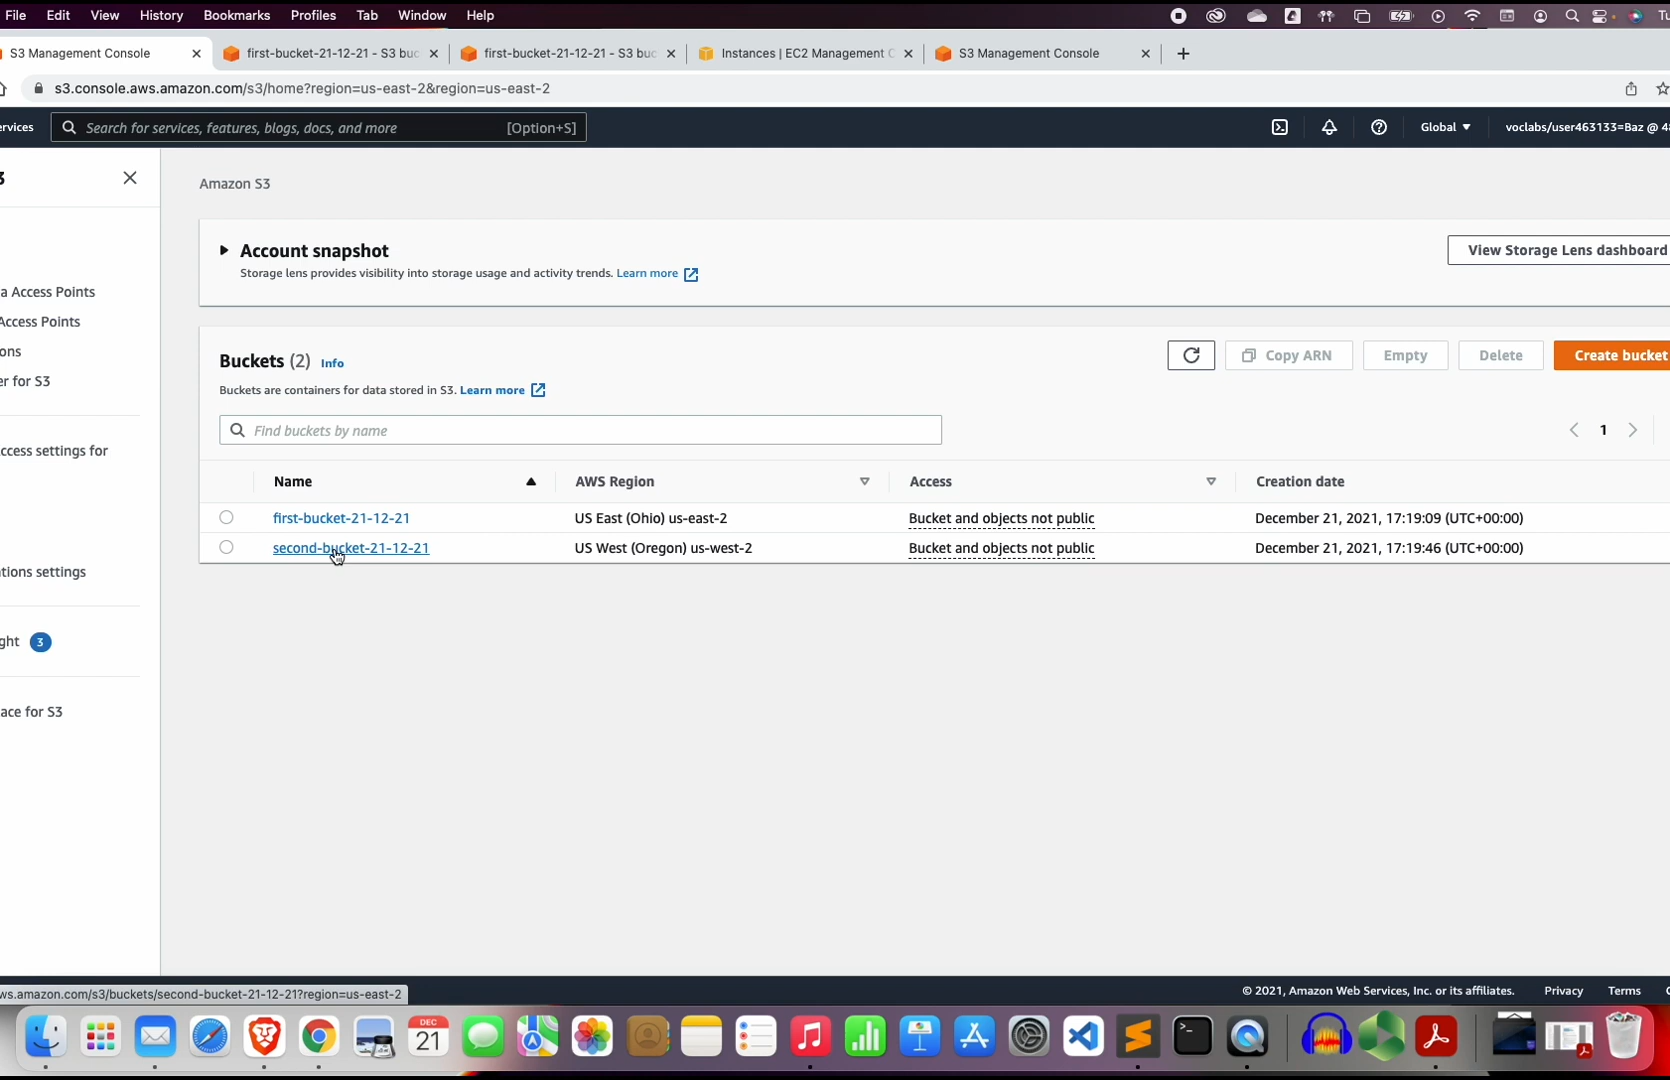 File Edit View History Bookmarks Profiles Tab Window Help Tu
S3 Management Console first-bucket-21-12-21 - S3 buc first-bucket-21-12-21 - S3 buc Instances | EC2 Management C S3 Management Console
s3.console.aws.amazon.com/s3/home?region=us-east-2&region=us-east-2
ervices Search for services, features, blogs, docs, and more [Option+S] Global voclabs/user463133=Baz @ 48
3
Amazon S3
Account snapshot
View Storage Lens dashboard
Storage lens provides visibility into storage usage and activity trends. Learn more
a Access Points
Access Points
ons
er for S3
ccess settings for
tions settings
ght 3
ace for S3
Buckets (2) Info
Copy ARN Empty Delete Create bucket
Buckets are containers for data stored in S3. Learn more
Find buckets by name
1
Name AWS Region Access Creation date
first-bucket-21-12-21 US East (Ohio) us-east-2 Bucket and objects not public December 21, 2021, 17:19:09 (UTC+00:00)
second-bucket-21-12-21 US West (Oregon) us-west-2 Bucket and objects not public December 21, 2021, 17:19:46 (UTC+00:00)
ws.amazon.com/s3/buckets/second-bucket-21-12-21?region=us-east-2
© 2021, Amazon Web Services, Inc. or its affiliates. Privacy Terms
DEC
21